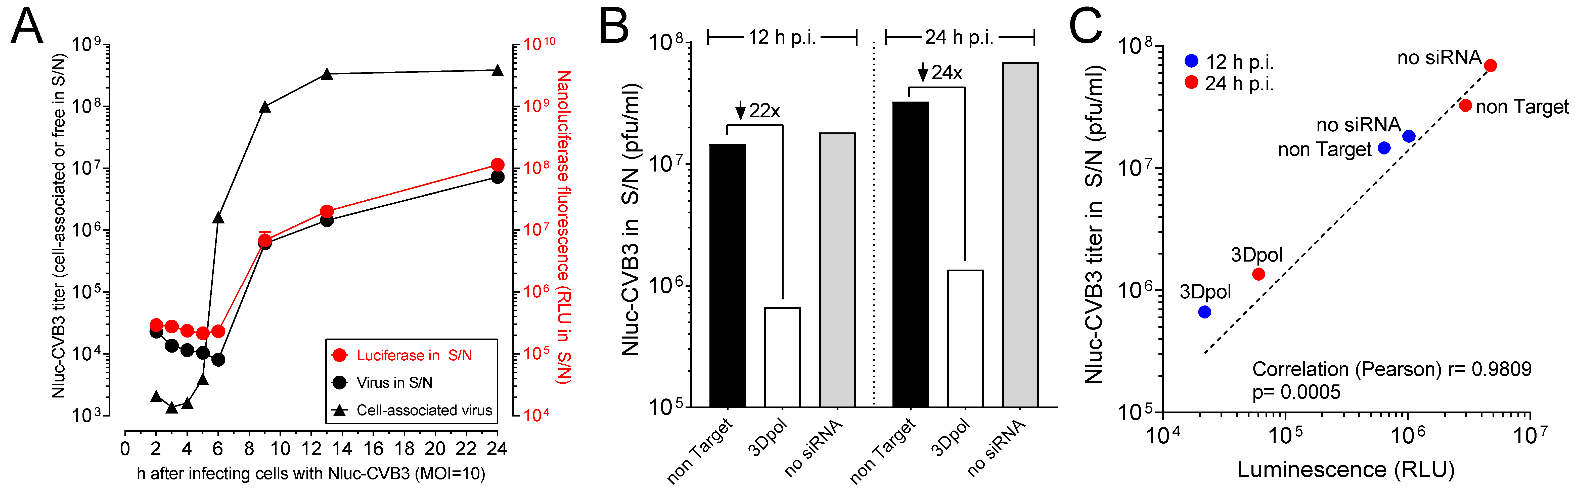 A
Nluc-CVB3 titer (cell-associated or free in S/N)
10⁹
10⁸
10⁷
10⁶
10⁵
10⁴
10³
0 2 4 6 8 10 12 14 16 18 20 22 24
h after infecting cells with Nluc-CVB3 (MOI=10)
10¹⁰
10⁹
10⁸
10⁷
10⁶
10⁵
10⁴
Nanoluciferase fluorescence (RLU in S/N)
Luciferase in S/N
Virus in S/N
Cell-associated virus
B
Nluc-CVB3 in S/N (pfu/ml)
10⁸
10⁷
10⁶
10⁵
12 h p.i.
24 h p.i.
22x
24x
non Target
3Dpol
no siRNA
non Target
3Dpol
no siRNA
C
Nluc-CVB3 titer in S/N (pfu/ml)
10⁸
10⁷
10⁶
10⁵
12 h p.i.
24 h p.i.
no siRNA
non Target
no siRNA
non Target
3Dpol
3Dpol
Correlation (Pearson) r= 0.9809
p= 0.0005
10⁴ 10⁵ 10⁶ 10⁷
Luminescence (RLU)